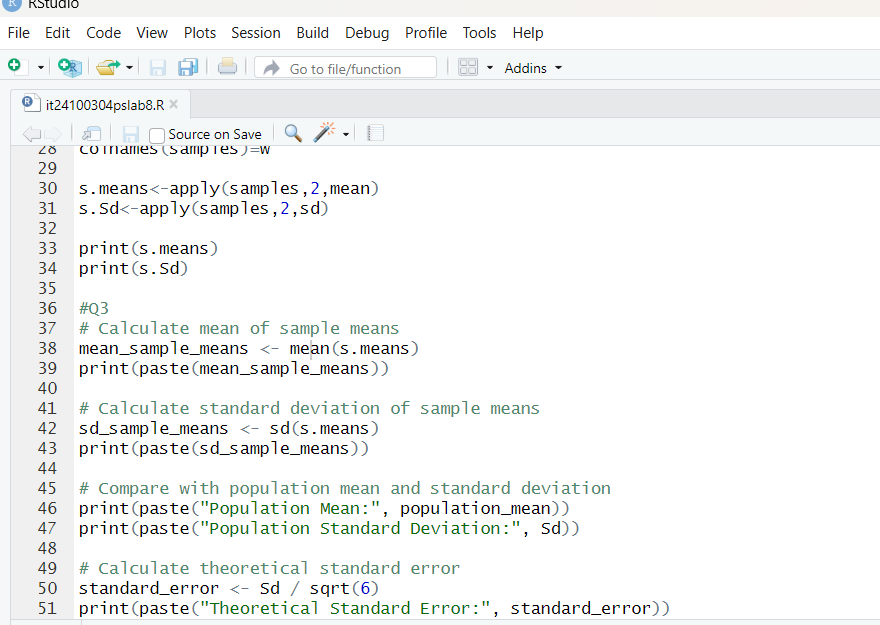 RStudio
File Edit Code View Plots Session Build Debug Profile Tools Help
Go to file/function Addins
it24100304pslab8.R
Source on Save
28 colnames(samples)=w
29
30 s.means<-apply(samples,2,mean)
31 s.Sd<-apply(samples,2,sd)
32
33 print(s.means)
34 print(s.Sd)
35
36 #Q3
37 # Calculate mean of sample means
38 mean_sample_means <- mean(s.means)
39 print(paste(mean_sample_means))
40
41 # Calculate standard deviation of sample means
42 sd_sample_means <- sd(s.means)
43 print(paste(sd_sample_means))
44
45 # Compare with population mean and standard deviation
46 print(paste("Population Mean:", population_mean))
47 print(paste("Population Standard Deviation:", Sd))
48
49 # Calculate theoretical standard error
50 standard_error <- Sd / sqrt(6)
51 print(paste("Theoretical Standard Error:", standard_error))